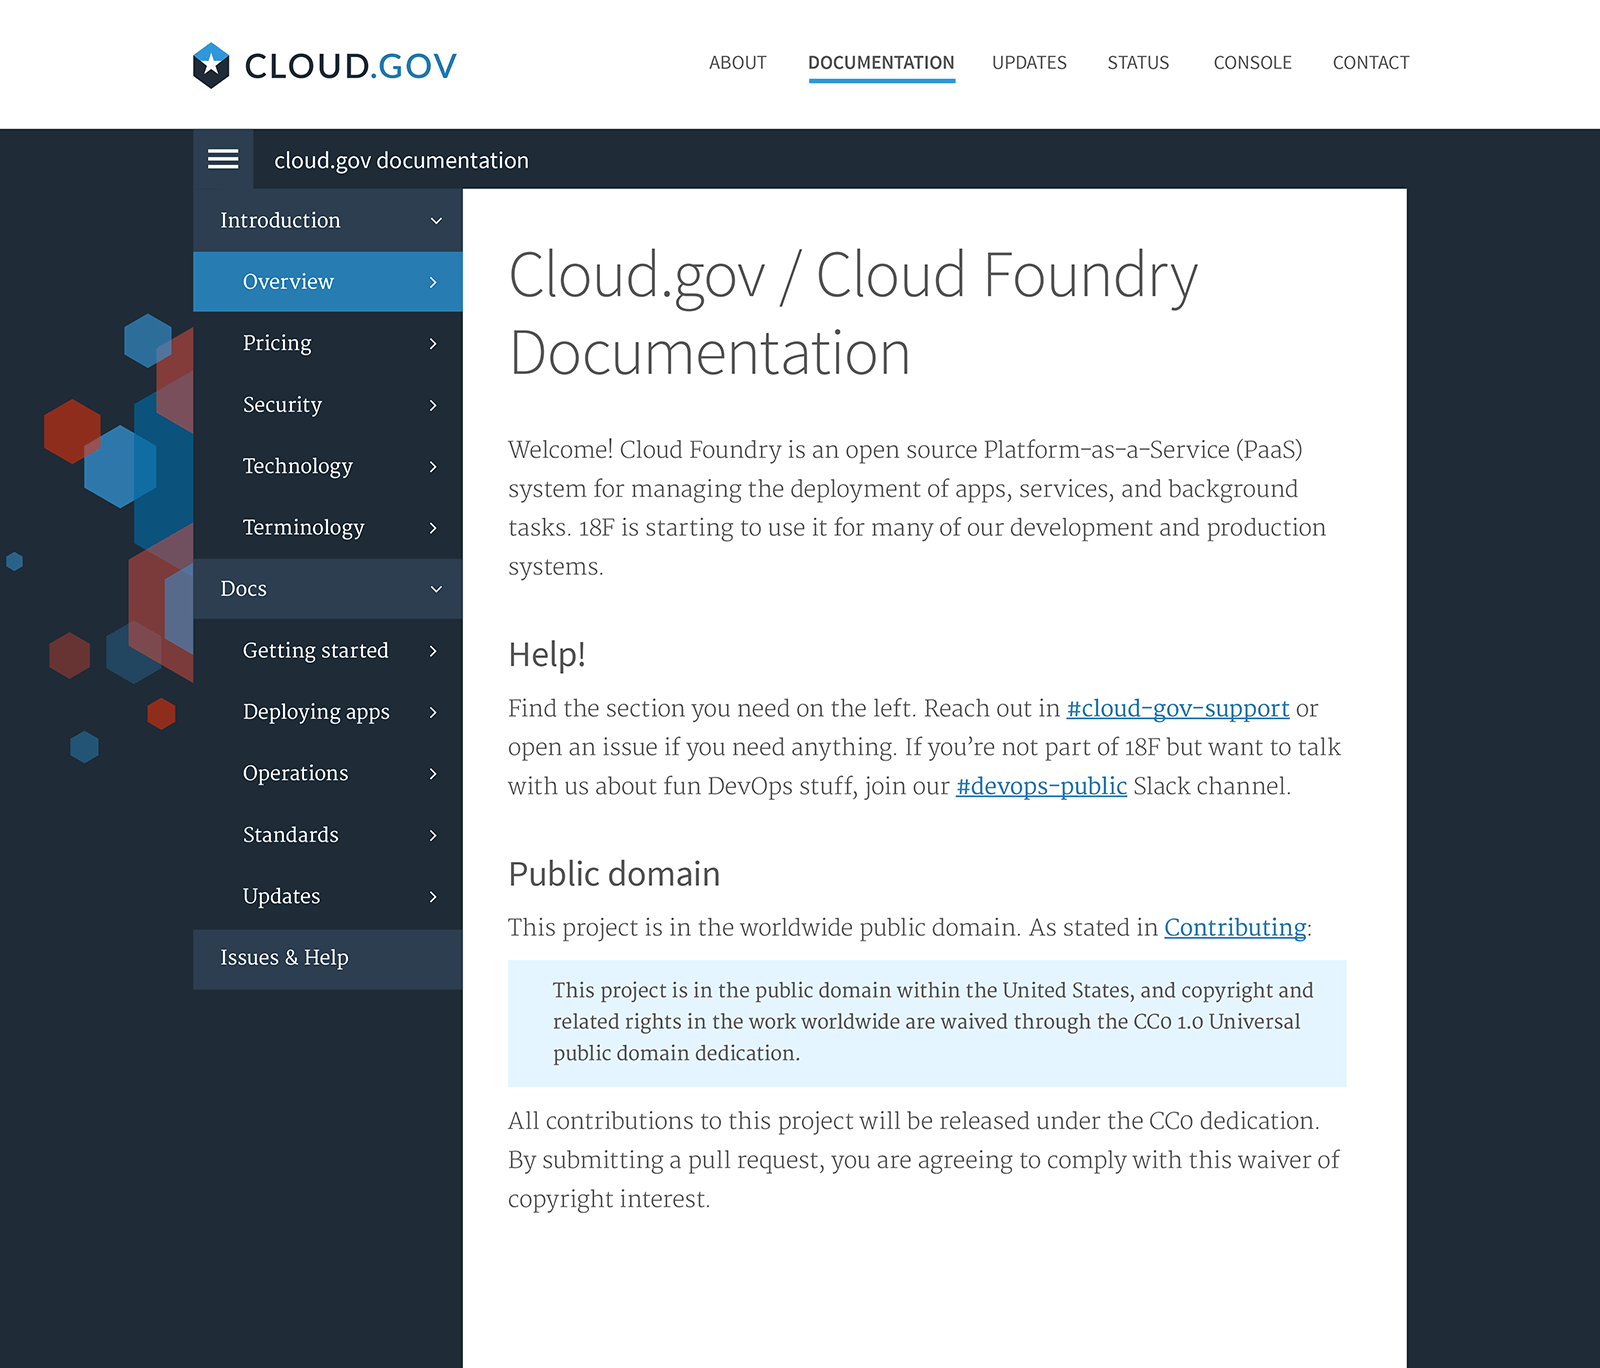 CLOUD.GOV
ABOUT DOCUMENTATION UPDATES STATUS CONSOLE CONTACT
cloud.gov documentation
Introduction
Overview
Pricing
Security
Technology
Terminology
Docs
Getting started
Deploying apps
Operations
Standards
Updates
Issues & Help
Cloud.gov / Cloud Foundry
Documentation
Welcome! Cloud Foundry is an open source Platform-as-a-Service (PaaS)
system for managing the deployment of apps, services, and background
tasks. 18F is starting to use it for many of our development and production
systems.
Help!
Find the section you need on the left. Reach out in #cloud-gov-support or
open an issue if you need anything. If you’re not part of 18F but want to talk
with us about fun DevOps stuff, join our #devops-public Slack channel.
Public domain
This project is in the worldwide public domain. As stated in Contributing:
This project is in the public domain within the United States, and copyright and
related rights in the work worldwide are waived through the CC0 1.0 Universal
public domain dedication.
All contributions to this project will be released under the CC0 dedication.
By submitting a pull request, you are agreeing to comply with this waiver of
copyright interest.